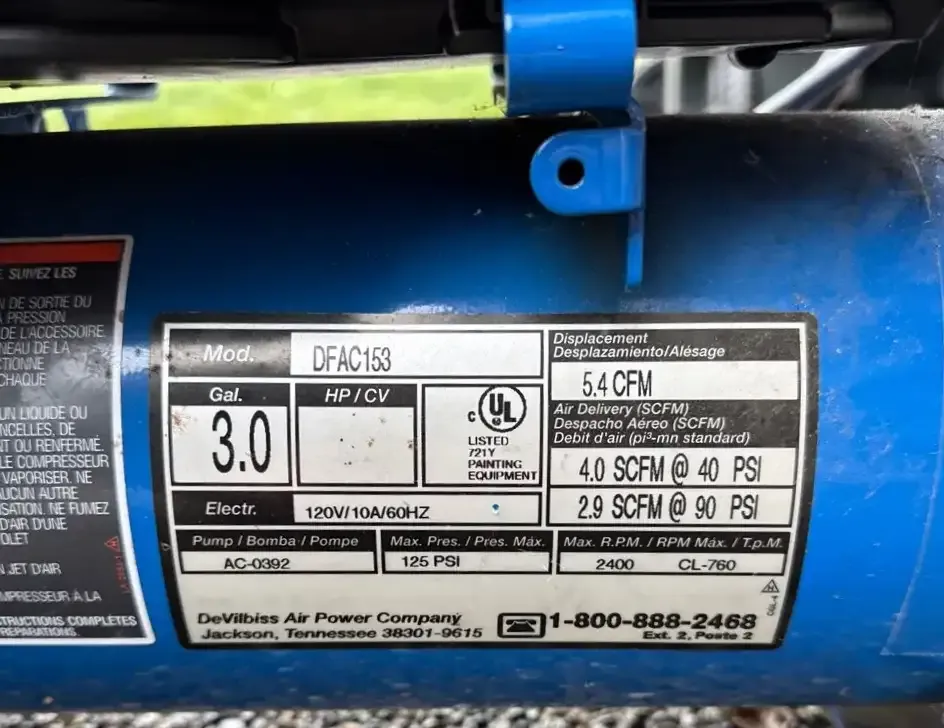 SUIVEZ LES
N DE SORTIE DU
PRESSION
DE L'ACCESSOIRE.
NEAU DE LA
CTIONNE
CHAQUE
UN LIQUIDE OU
NCELLES, DE
NT OU RENFERMÉ.
LE COMPRESSEUR
VAPORISER. NE
AUCUN AUTRE
ISATION. NE FUMEZ
D'AIR D'UNE
OLET
N JET D'AIR
MPRESSEUR A LA
STRUCTIONS COMPLÈTES
RÉPARATIONS.
Mod. DFAC153
Gal.
3.0
HP / CV
c UL
LISTED
721Y
PAINTING
EQUIPMENT
Electr. 120V/10A/60HZ
Displacement
Desplazamiento/Alésage
5.4 CFM
Air Delivery (SCFM)
Despacho Aéreo (SCFM)
Debit d'air (pi³-mn standard)
4.0 SCFM @ 40 PSI
2.9 SCFM @ 90 PSI
Pump / Bomba / Pompe
AC-0392
Max. Pres. / Pres. Máx.
125 PSI
Max. R.P.M. / RPM Máx. / T.p.M.
2400 CL-760
DeVilbiss Air Power Company
Jackson, Tennessee 38301-9615
1-800-888-2468
Ext. 2, Poste 2